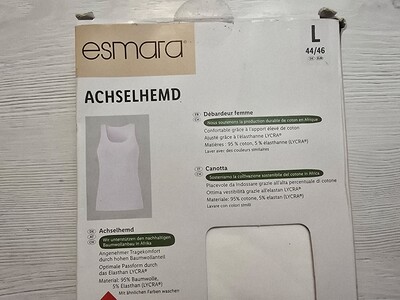 esmara®
L
44/46
ACHSELHEMD
Débardeur femme
Nous soutenons la production durable de coton en Afrique
Confortable grâce à l'apport élevé de coton
Ajusté grâce à l'élasthanne LYCRA®
Matières: 95 % coton, 5 % élasthanne (LYCRA®)
Laver avec des couleurs similaires
Canotta
Sosteniamo la coltivazione sostenibile del cotone in Africa
Piacevole da indossare grazie all'alta percentuale di cotone
Ottima vestibilità grazie all'elastan LYCRA®
Materiale: 95% cotone, 5% elastan (LYCRA®)
Lavare con colori simili
Achselhemd
Wir unterstützen den nachhaltigen
Baumwollanbau in Afrika
Angenehmer Tragekomfort
durch hohen Baumwollanteil
Optimale Passform durch
das Elasthan LYCRA®
Material: 95% Baumwolle,
5% Elasthan (LYCRA®)
Mit ähnlichen Farben waschen